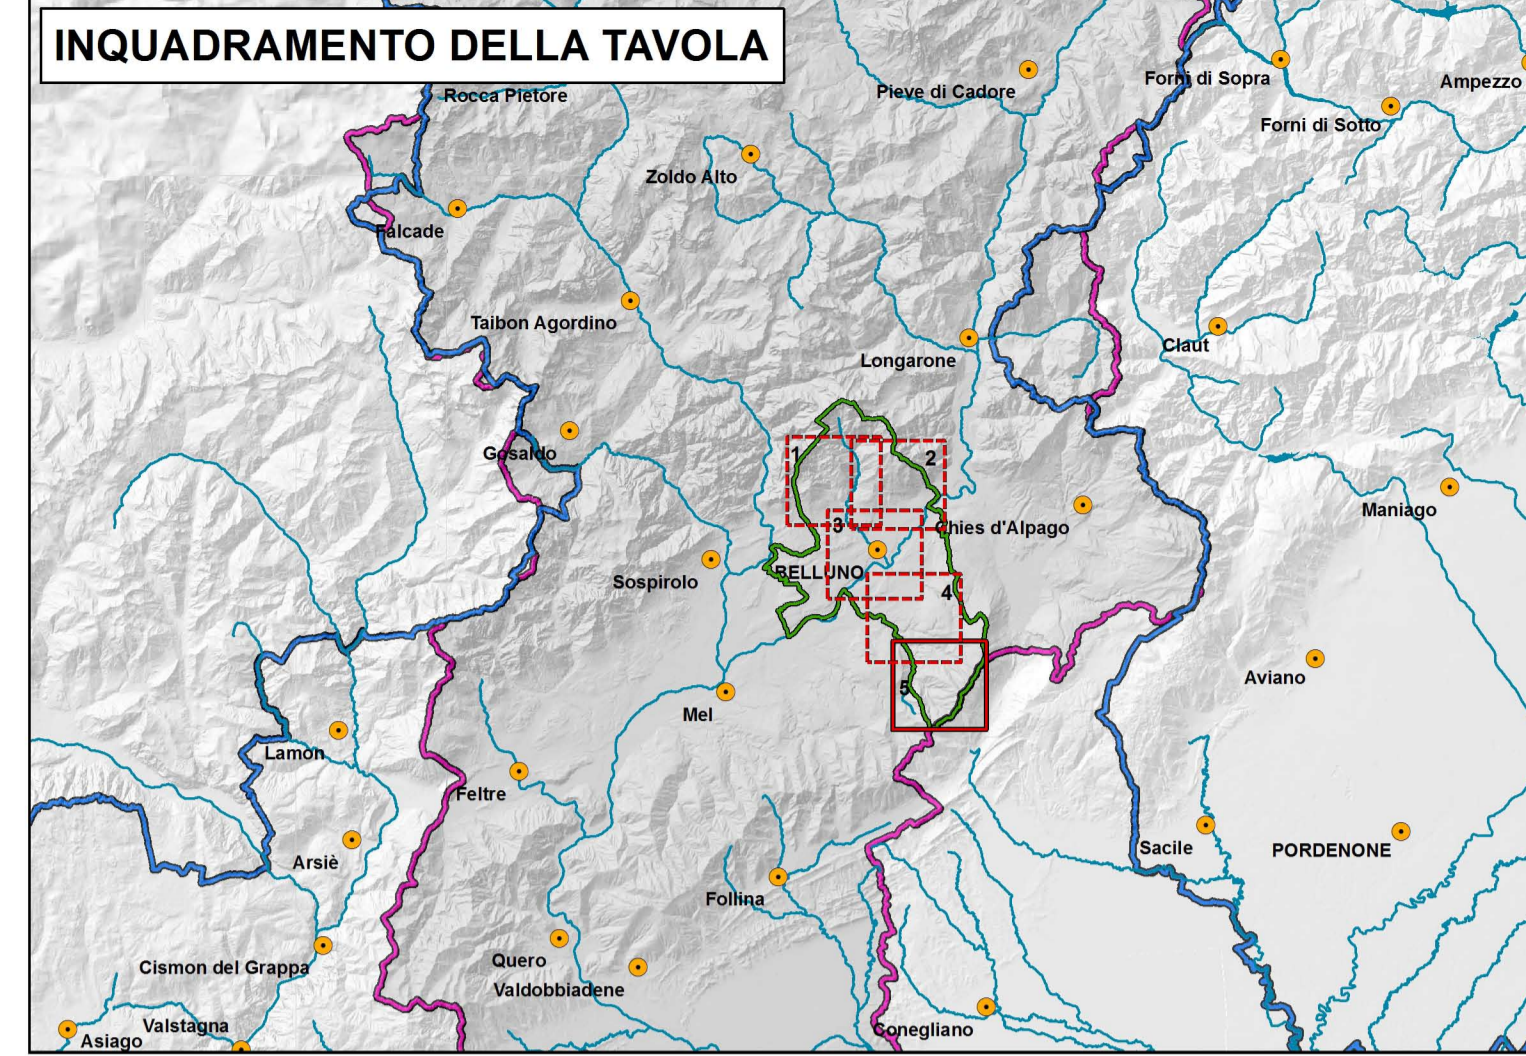 INQUADRAMENTO DELLA TAVOLA
Rocca Pietore
Pieve di Cadore
Forni di Sopra
Ampezzo
Forni di Sotto
Zoldo Alto
Falcade
Taibon Agordino
Longarone
Claut
Gosaldo
1
2
Maniago
3
Chies d'Alpago
BELLUNO
Sospirolo
4
Aviano
5
Mel
Lamon
Feltre
Sacile
PORDENONE
Arsiè
Follina
Quero
Cismon del Grappa
Valdobbiadene
Valstagna
Conegliano
Asiago